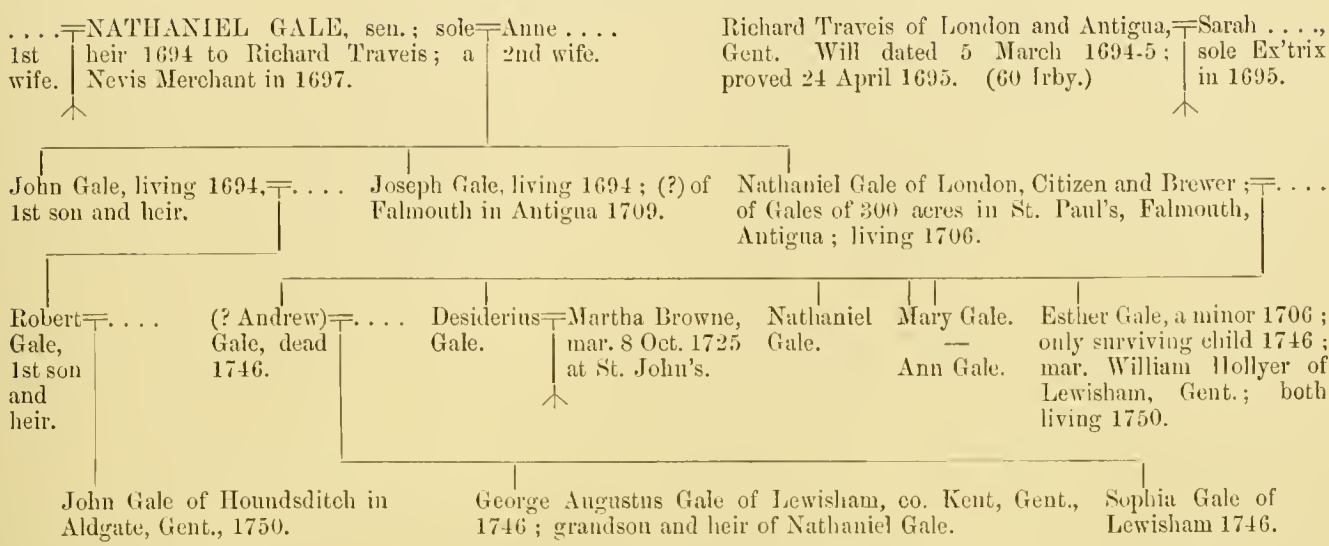 . . . .
1st
wife.
NATHANIEL GALE, sen.; sole
heir 1694 to Richard Traveis; a
Nevis Merchant in 1697.
Anne . . . .
2nd wife.
Richard Traveis of London and Antigua,
Gent. Will dated 5 March 1694-5;
proved 24 April 1695. (60 Irby.)
Sarah . . . .,
sole Ex'trix
in 1695.
John Gale, living 1694,
1st son and heir.
. . . .
Joseph Gale, living 1694; (?) of
Falmouth in Antigua 1709.
Nathaniel Gale of London, Citizen and Brewer;
of Gales of 300 acres in St. Paul's, Falmouth,
Antigua; living 1706.
. . . .
Robert
Gale,
1st son
and
heir.
. . . .
(? Andrew)
Gale, dead
1746.
. . . .
Desiderius
Gale.
Martha Browne,
mar. 8 Oct. 1725
at St. John's.
Nathaniel
Gale.
Mary Gale.
—
Ann Gale.
Esther Gale, a minor 1706;
only surviving child 1746;
mar. William Hollyer of
Lewisham, Gent.; both
living 1750.
John Gale of Houndsditch in
Aldgate, Gent., 1750.
George Augustus Gale of Lewisham, co. Kent, Gent.,
1746; grandson and heir of Nathaniel Gale.
Sophia Gale of
Lewisham 1746.